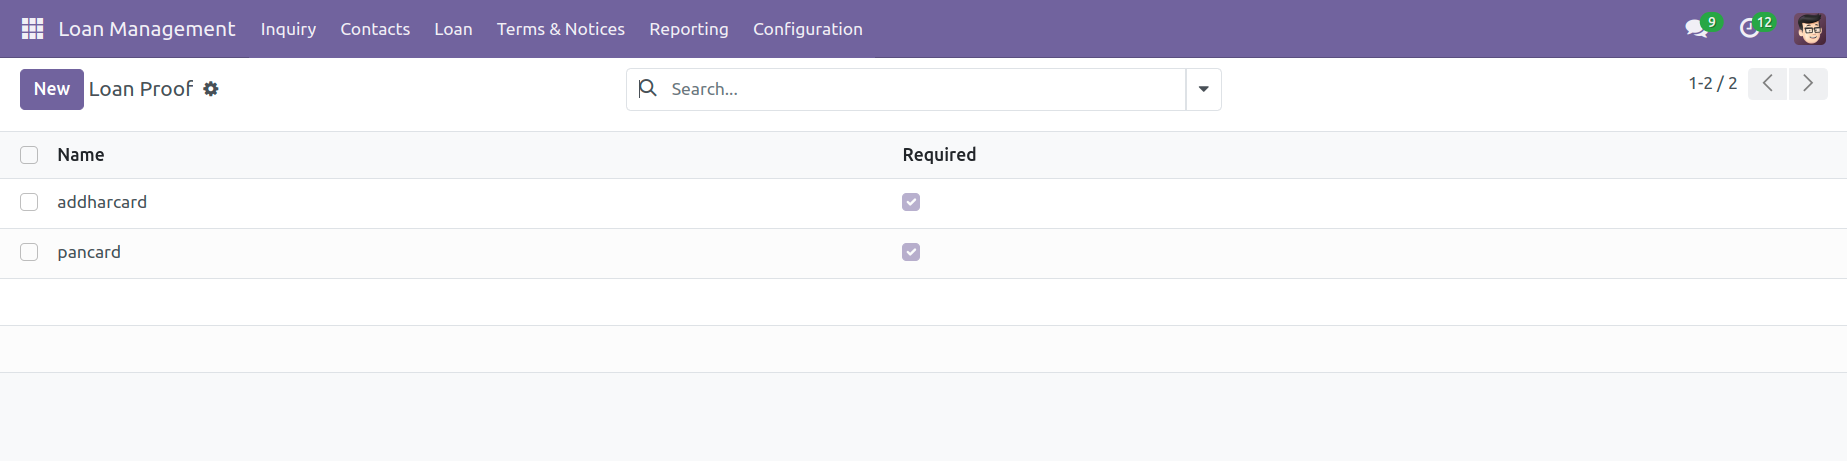 Loan Management Inquiry Contacts Loan Terms & Notices Reporting Configuration 9 12
New Loan Proof Search... 1-2 / 2
Name Required
addharcard
pancard